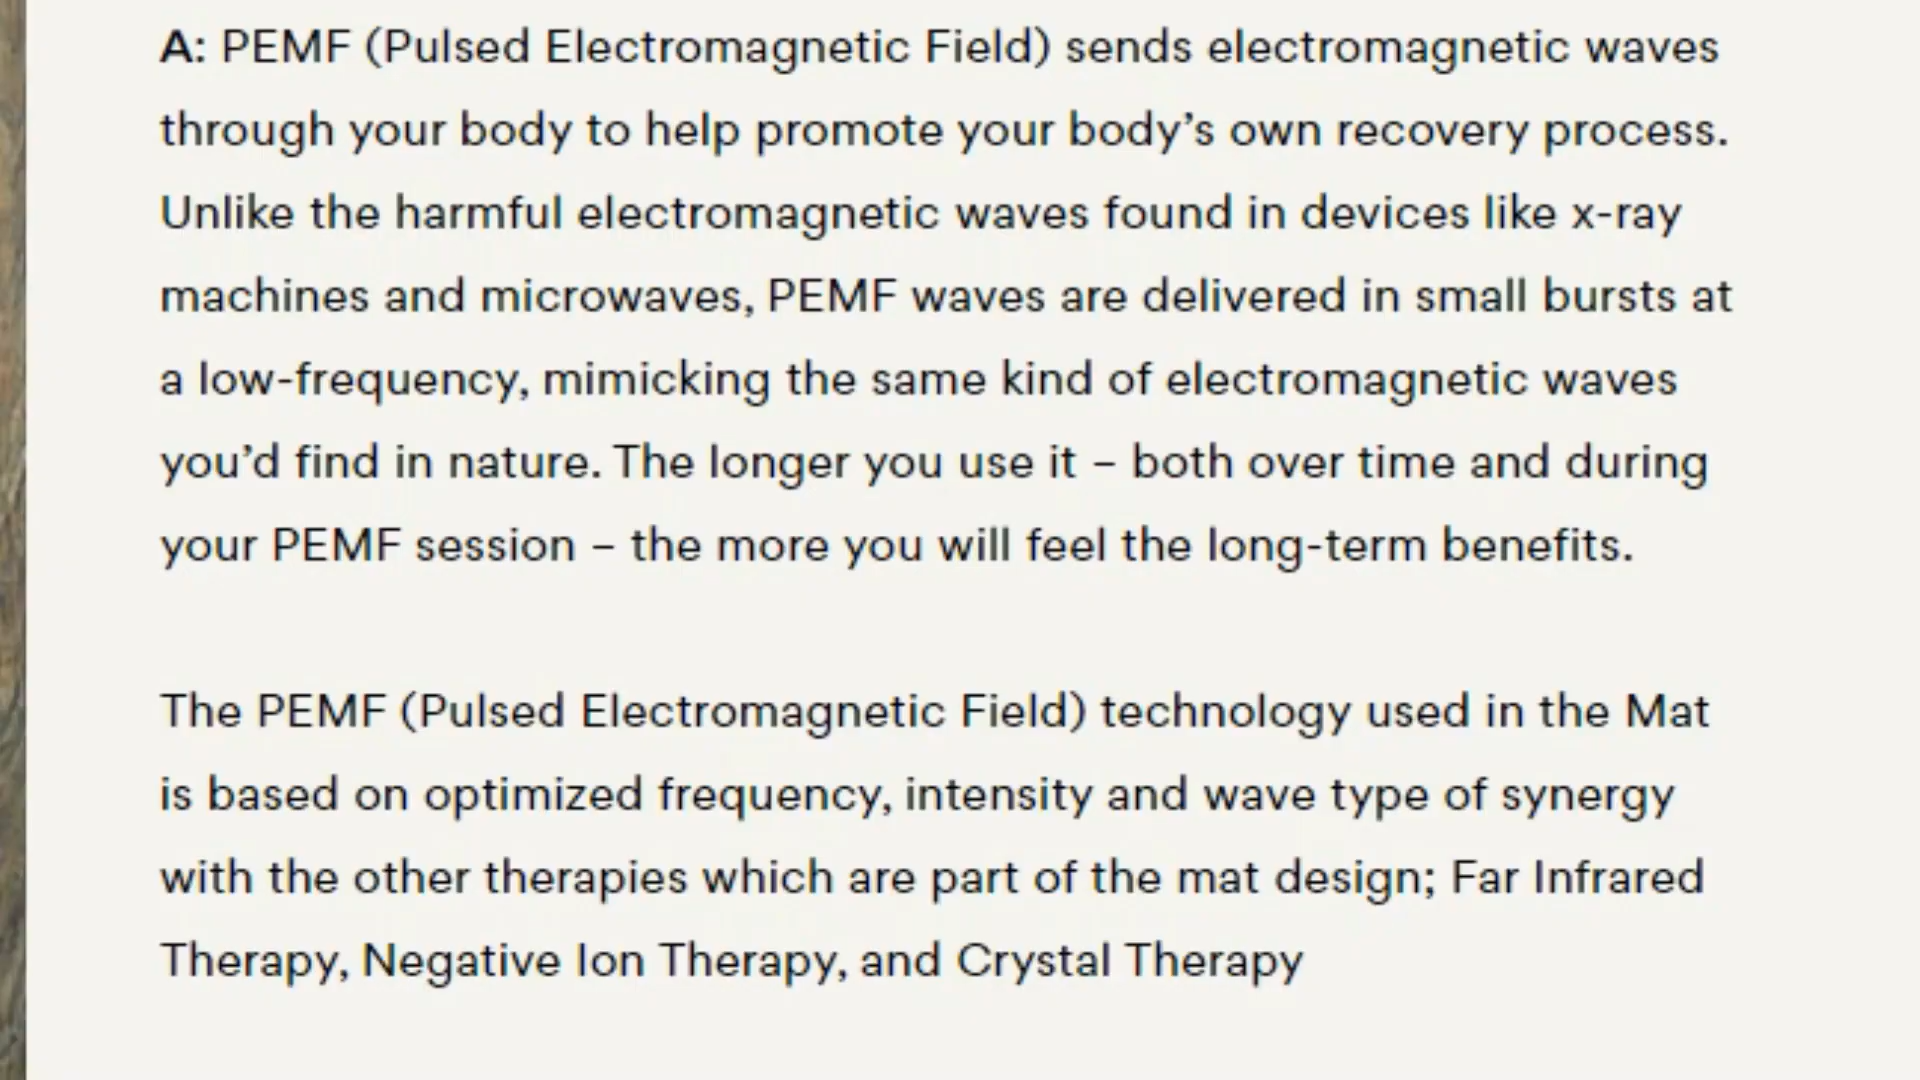 A: PEMF (Pulsed Electromagnetic Field) sends electromagnetic waves
through your body to help promote your body’s own recovery process.
Unlike the harmful electromagnetic waves found in devices like x-ray
machines and microwaves, PEMF waves are delivered in small bursts at
a low-frequency, mimicking the same kind of electromagnetic waves
you’d find in nature. The longer you use it – both over time and during
your PEMF session – the more you will feel the long-term benefits.
The PEMF (Pulsed Electromagnetic Field) technology used in the Mat
is based on optimized frequency, intensity and wave type of synergy
with the other therapies which are part of the mat design; Far Infrared
Therapy, Negative Ion Therapy, and Crystal Therapy